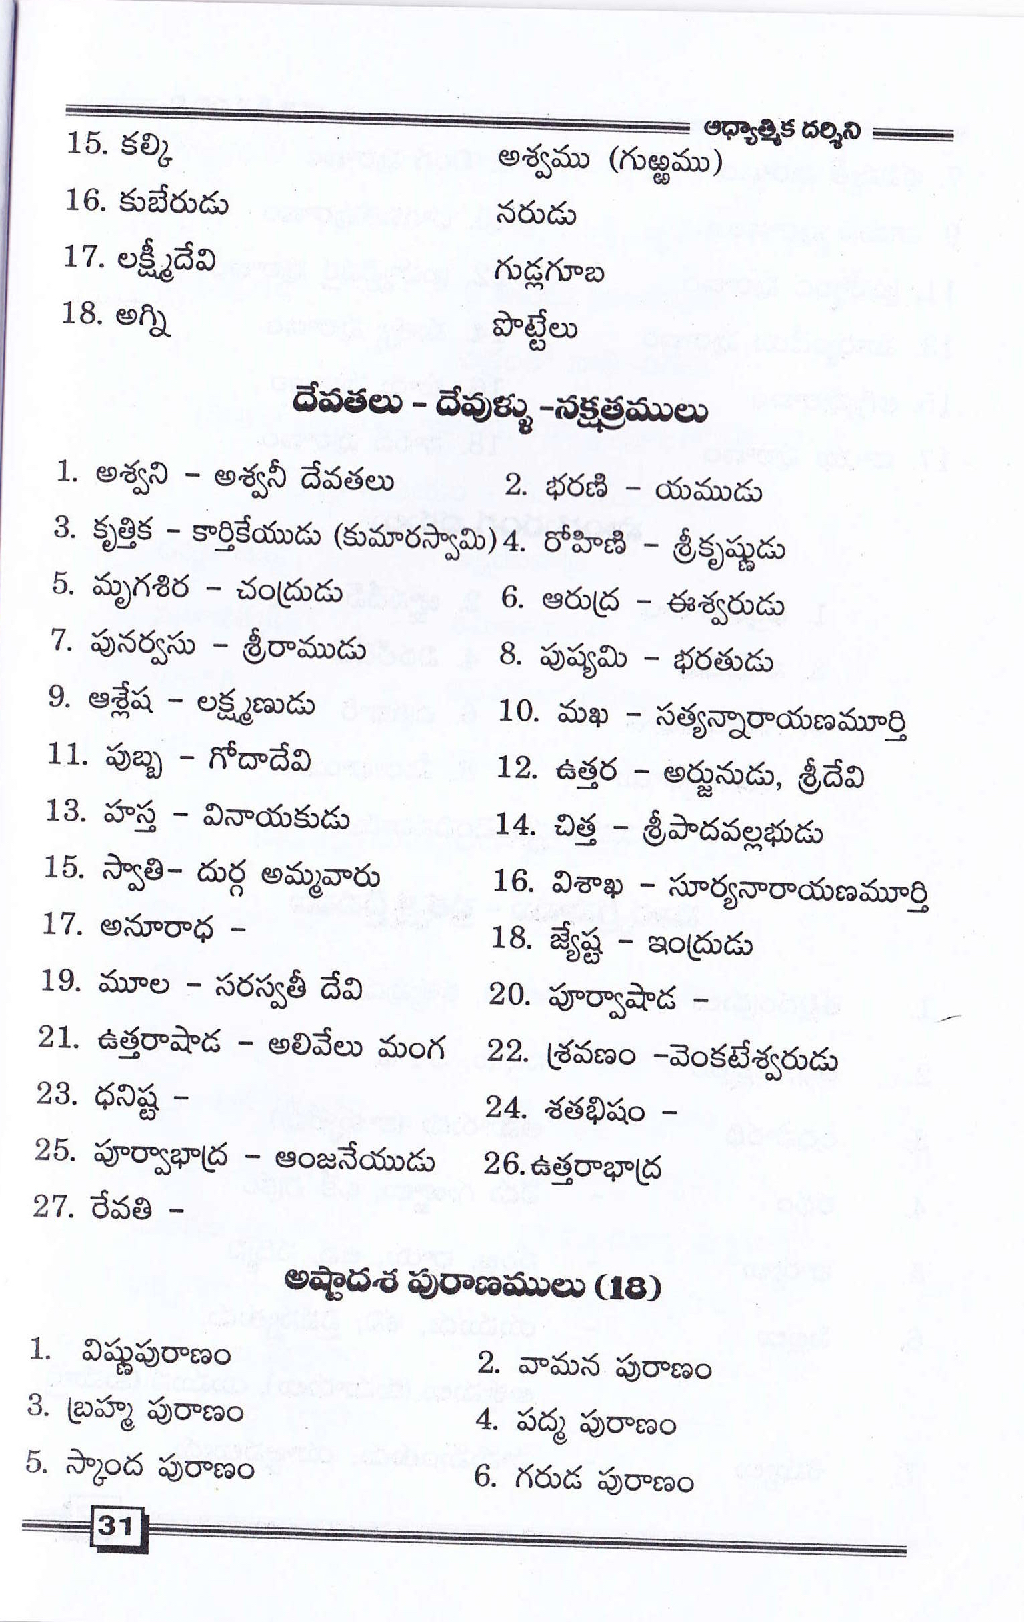 ఆధ్యాత్మిక దర్శిని
15. కల్కి అశ్వము (గుఱ్ఱము)
16. కుబేరుడు నరుడు
17. లక్ష్మీదేవి గుడ్లగూబ
18. అగ్ని పొట్టేలు
దేవతలు - దేవుళ్ళు -నక్షత్రములు
1. అశ్వని - అశ్వనీ దేవతలు 2. భరణి - యముడు
3. కృత్తిక - కార్తికేయుడు (కుమారస్వామి) 4. రోహిణి - శ్రీకృష్ణుడు
5. మృగశిర - చంద్రుడు 6. ఆరుద్ర - ఈశ్వరుడు
7. పునర్వసు - శ్రీరాముడు 8. పుష్యమి - భరతుడు
9. ఆశ్లేష - లక్ష్మణుడు 10. మఖ - సత్యన్నారాయణమూర్తి
11. పుబ్బ - గోదాదేవి 12. ఉత్తర - అర్జునుడు, శ్రీదేవి
13. హస్త - వినాయకుడు 14. చిత్త - శ్రీపాదవల్లభుడు
15. స్వాతి- దుర్గ అమ్మవారు 16. విశాఖ - సూర్యనారాయణమూర్తి
17. అనూరాధ - 18. జ్యేష్ట - ఇంద్రుడు
19. మూల - సరస్వతీ దేవి 20. పూర్వాషాడ -
21. ఉత్తరాషాడ - అలివేలు మంగ 22. శ్రవణం -వెంకటేశ్వరుడు
23. ధనిష్ట - 24. శతభిషం -
25. పూర్వాభాద్ర - ఆంజనేయుడు 26.ఉత్తరాభాద్ర
27. రేవతి -
అష్టాదశ పురాణములు (18)
1. విష్ణుపురాణం 2. వామన పురాణం
3. బ్రహ్మ పురాణం 4. పద్మ పురాణం
5. స్కాంద పురాణం 6. గరుడ పురాణం
31